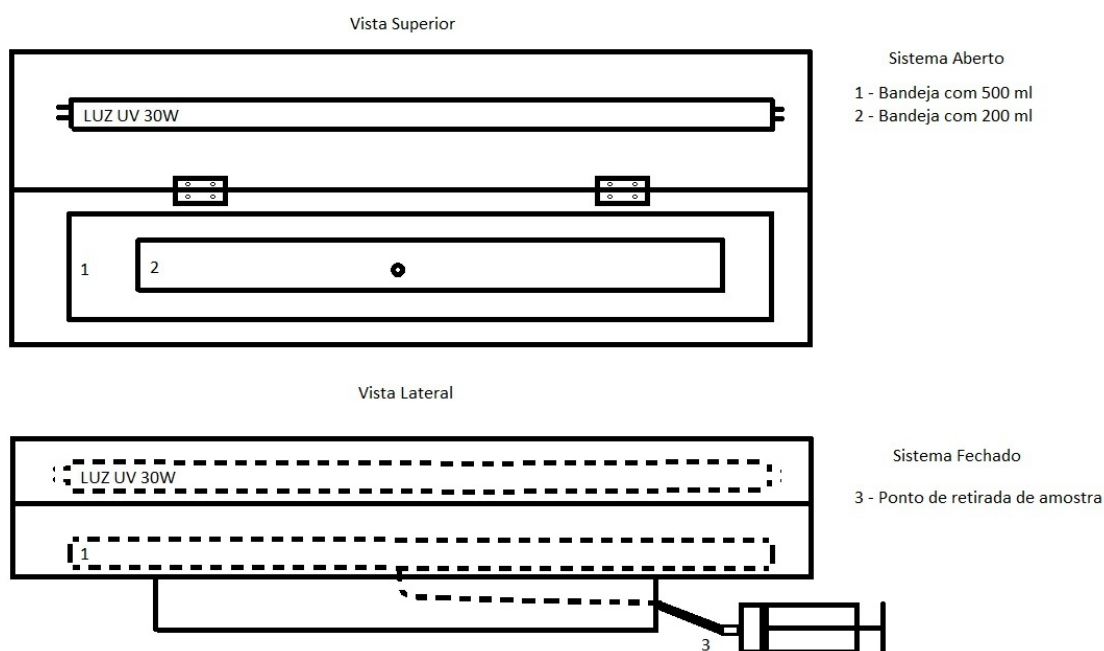 Vista Superior
Sistema Aberto
1 - Bandeja com 500 ml
2 - Bandeja com 200 ml
LUZ UV 30W
1
2
Vista Lateral
Sistema Fechado
3 - Ponto de retirada de amostra
LUZ UV 30W
1
3